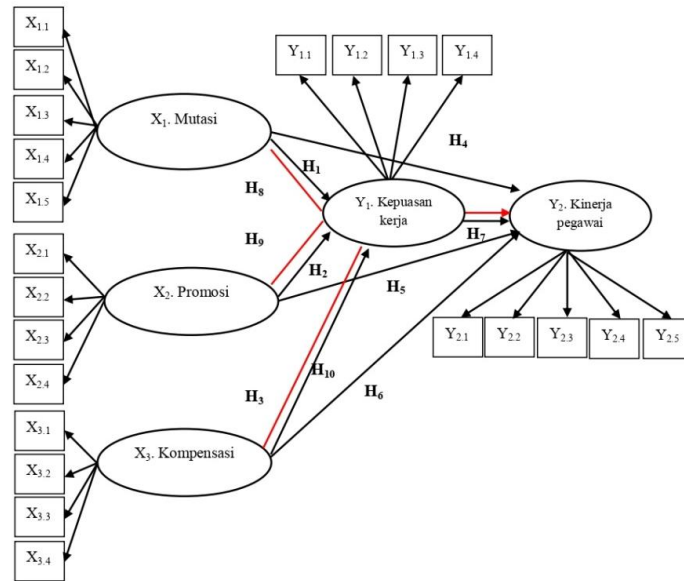 X1.1
X1.2
X1.3
X1.4
X1.5
X1. Mutasi
Y1.1
Y1.2
Y1.3
Y1.4
H1
H4
H8
Y1. Kepuasan
kerja
Y2. Kinerja
pegawai
H9
H7
H2
X2.1
X2.2
X2.3
X2.4
X2. Promosi
H5
Y2.1
Y2.2
Y2.3
Y2.4
Y2.5
H10
H3
H6
X3.1
X3.2
X3.3
X3.4
X3. Kompensasi